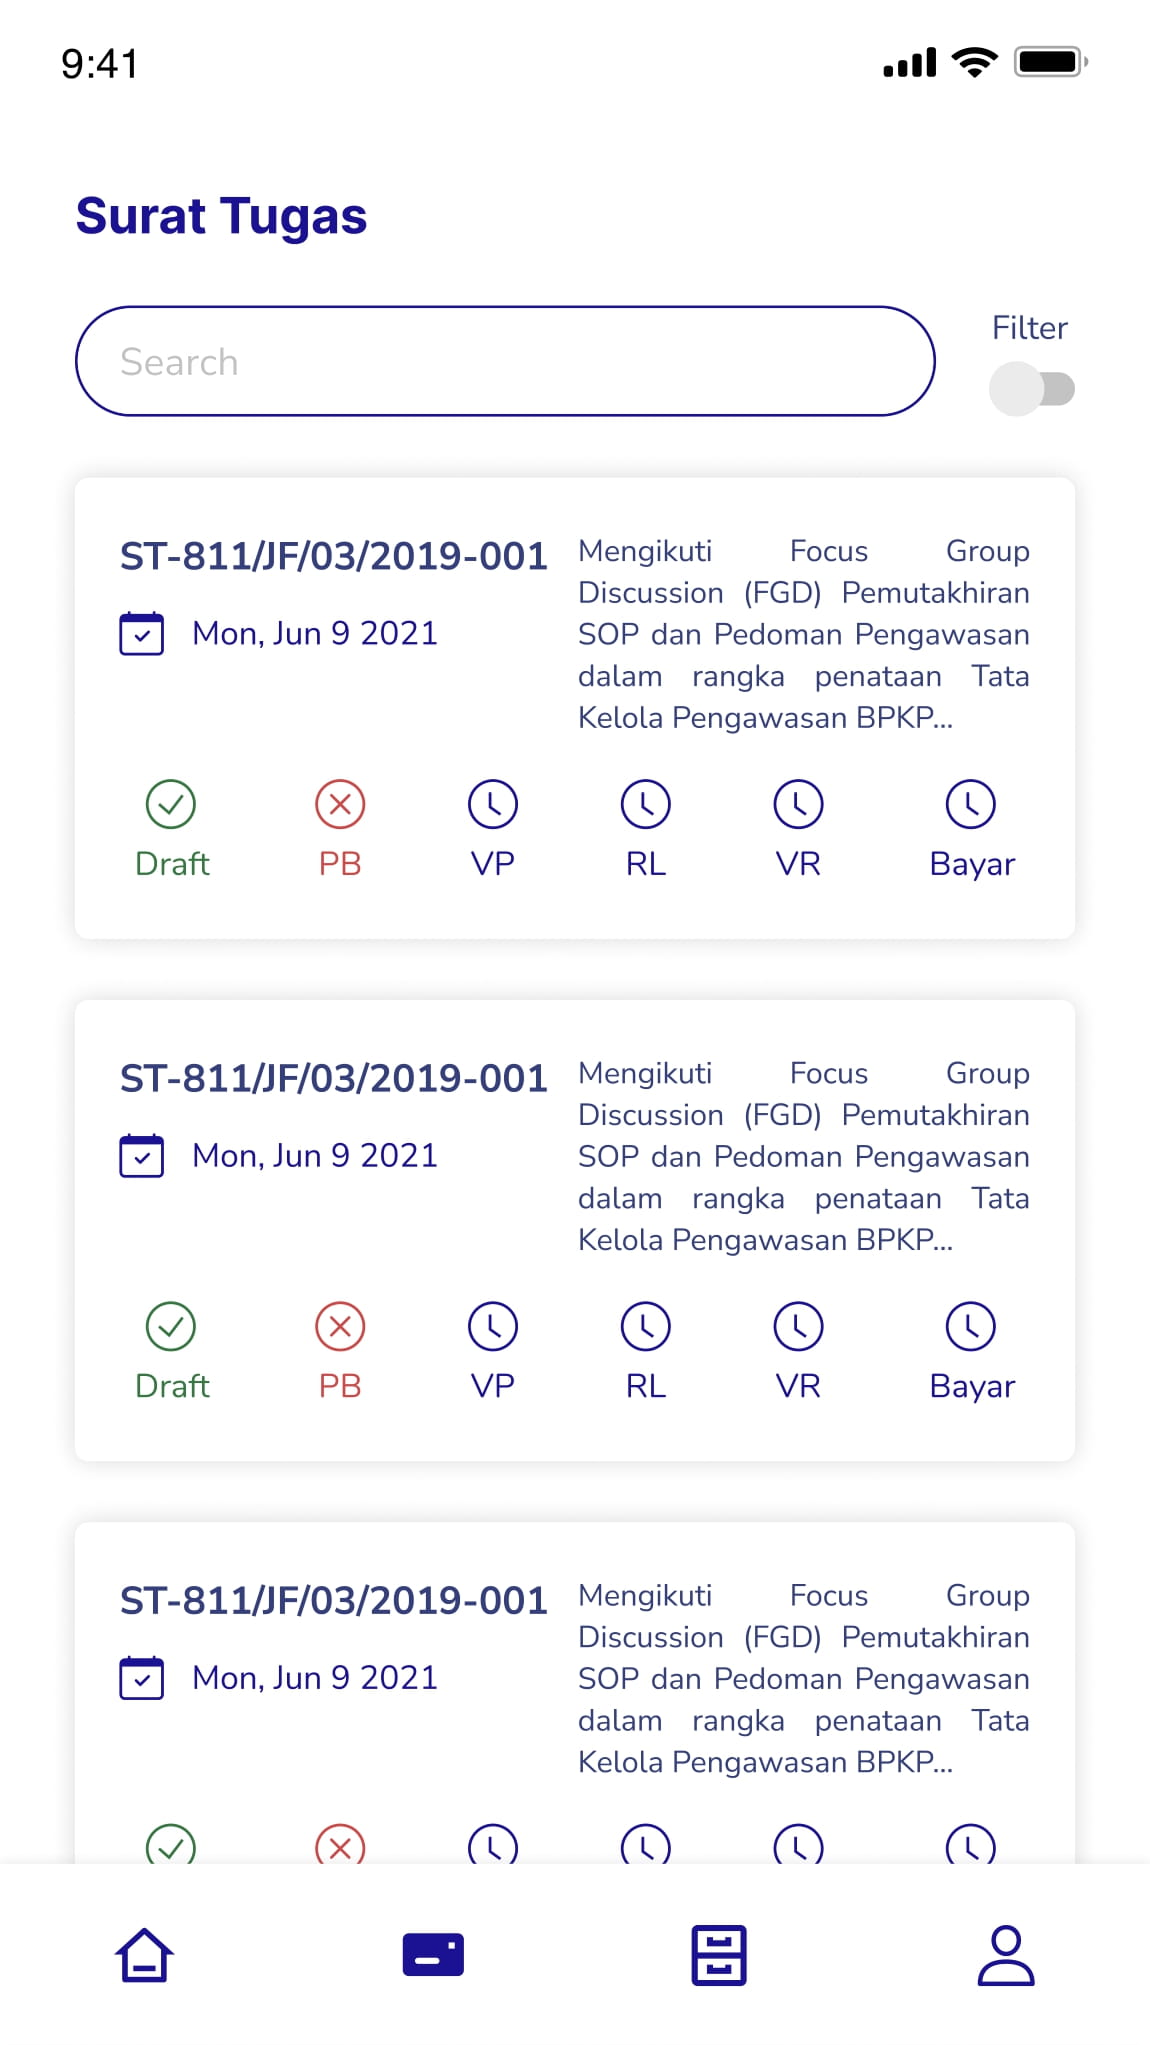 9:41
Surat Tugas
Search
Filter
ST-811/JF/03/2019-001
Mon, Jun 9 2021
Mengikuti Focus Group
Discussion (FGD) Pemutakhiran
SOP dan Pedoman Pengawasan
dalam rangka penataan Tata
Kelola Pengawasan BPKP...
Draft PB VP RL VR Bayar
ST-811/JF/03/2019-001
Mon, Jun 9 2021
Mengikuti Focus Group
Discussion (FGD) Pemutakhiran
SOP dan Pedoman Pengawasan
dalam rangka penataan Tata
Kelola Pengawasan BPKP...
Draft PB VP RL VR Bayar
ST-811/JF/03/2019-001
Mon, Jun 9 2021
Mengikuti Focus Group
Discussion (FGD) Pemutakhiran
SOP dan Pedoman Pengawasan
dalam rangka penataan Tata
Kelola Pengawasan BPKP...